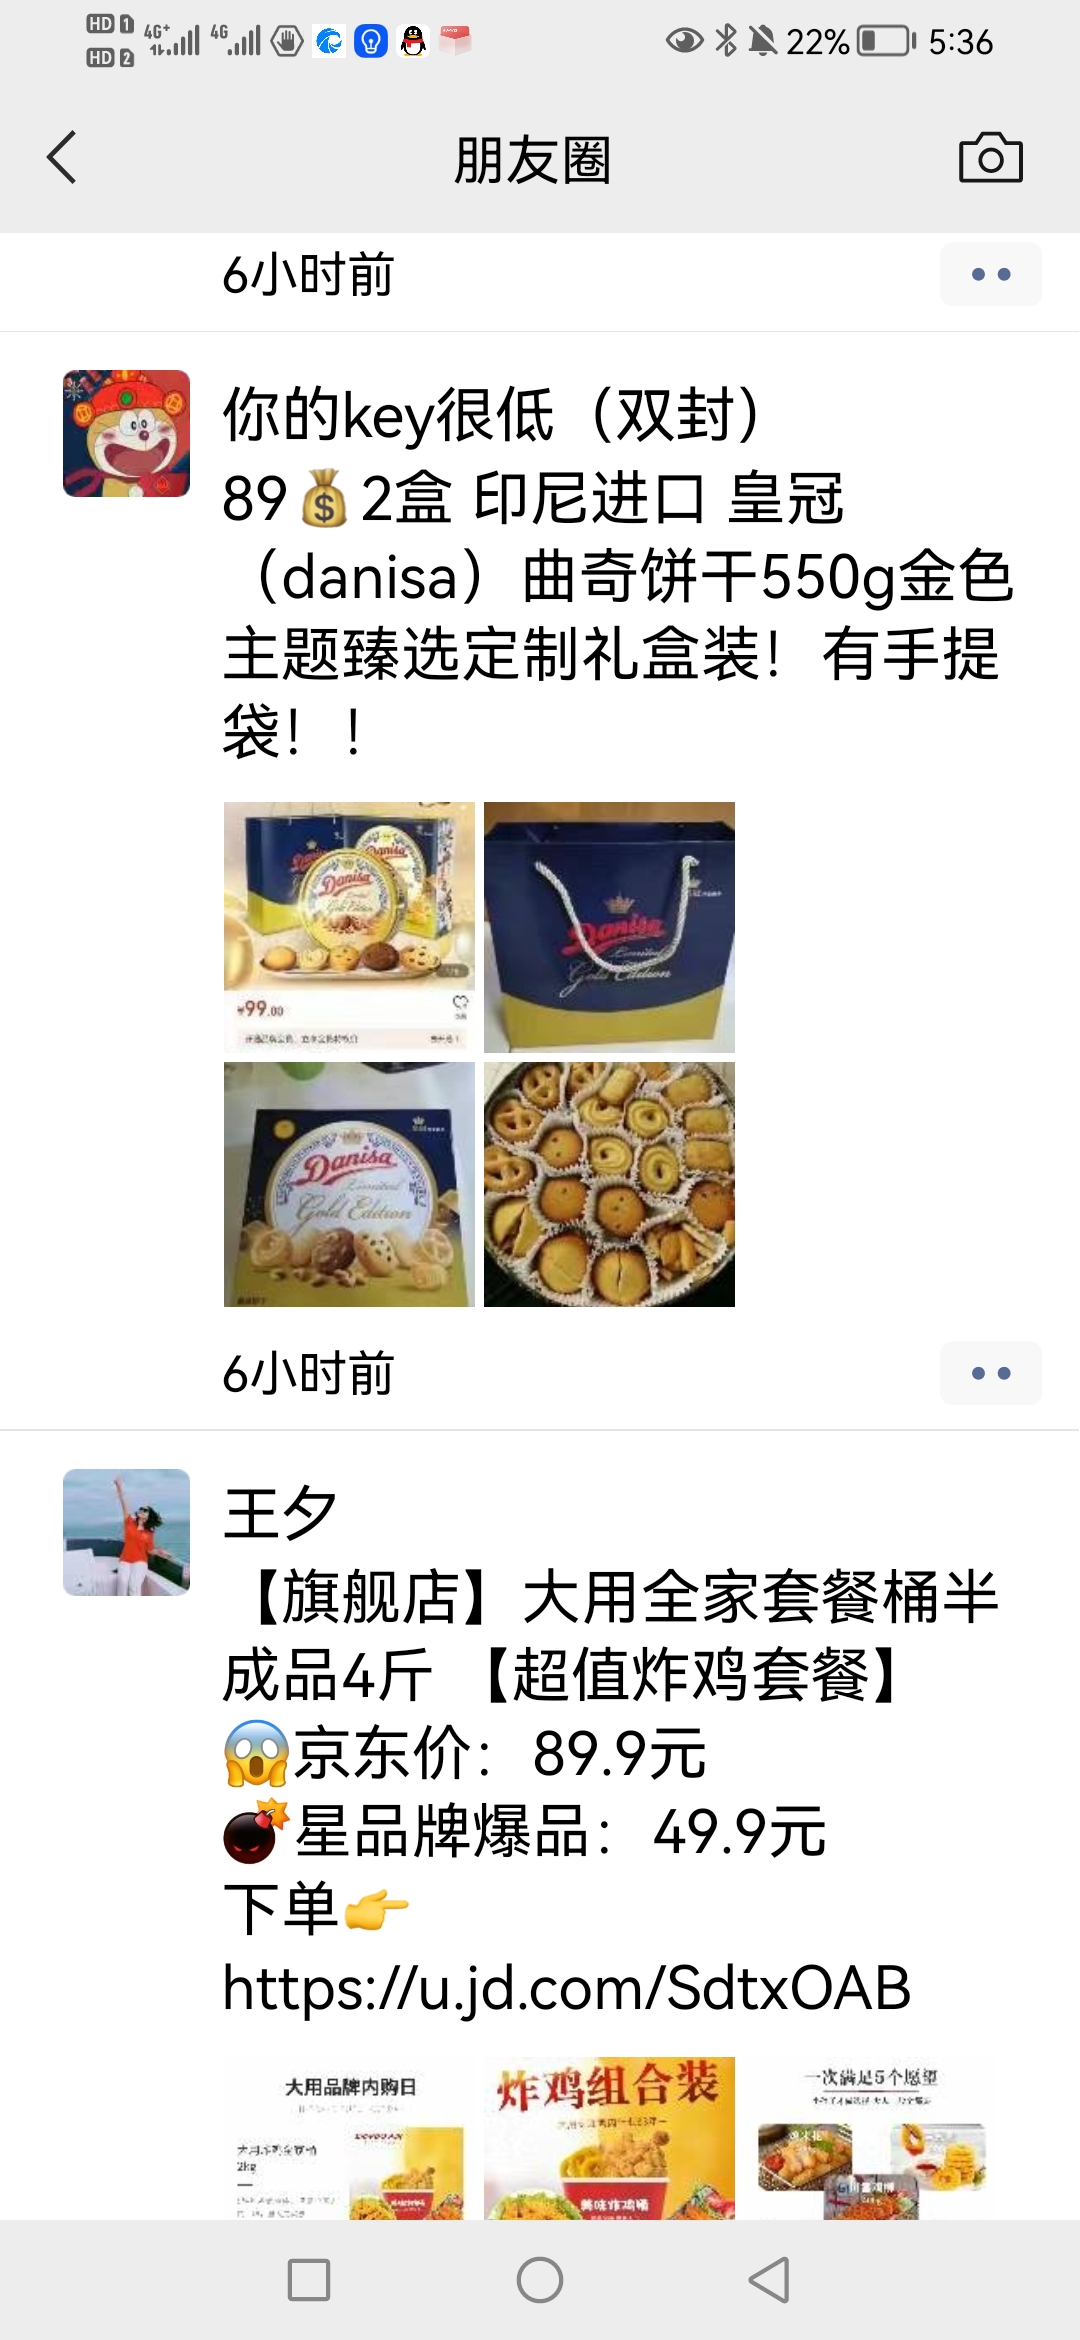 HD 1 4G+ 4G 22% 5:36
HD 2
朋友圈
6小时前
你的key很低（双封）
89💰2盒 印尼进口 皇冠
（danisa）曲奇饼干550g金色
主题臻选定制礼盒装！有手提
袋！！
Danisa
Danisa
Gold Edition
¥99.00
Danisa
Limited
Gold Edition
Danisa
Limited
Gold Edition
6小时前
王夕
【旗舰店】大用全家套餐桶半
成品4斤 【超值炸鸡套餐】
😱京东价：89.9元
💣星品牌爆品：49.9元
下单👉
https://u.jd.com/SdtxOAB
大用品牌内购日
2kg
炸鸡组合装
美味炸鸡桶
一次满足5个愿望